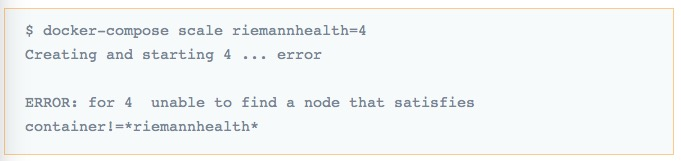 $ docker-compose scale riemannhealth=4
Creating and starting 4 ... error
ERROR: for 4  unable to find a node that satisfies
container!=*riemannhealth*